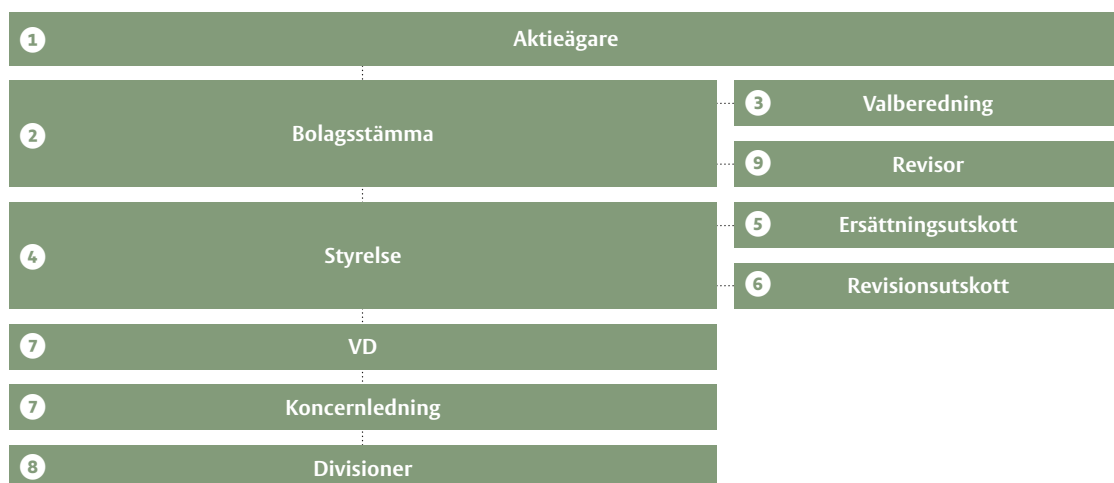 1 Aktieägare
2 Bolagsstämma
3 Valberedning
9 Revisor
4 Styrelse
5 Ersättningsutskott
6 Revisionsutskott
7 VD
7 Koncernledning
8 Divisioner